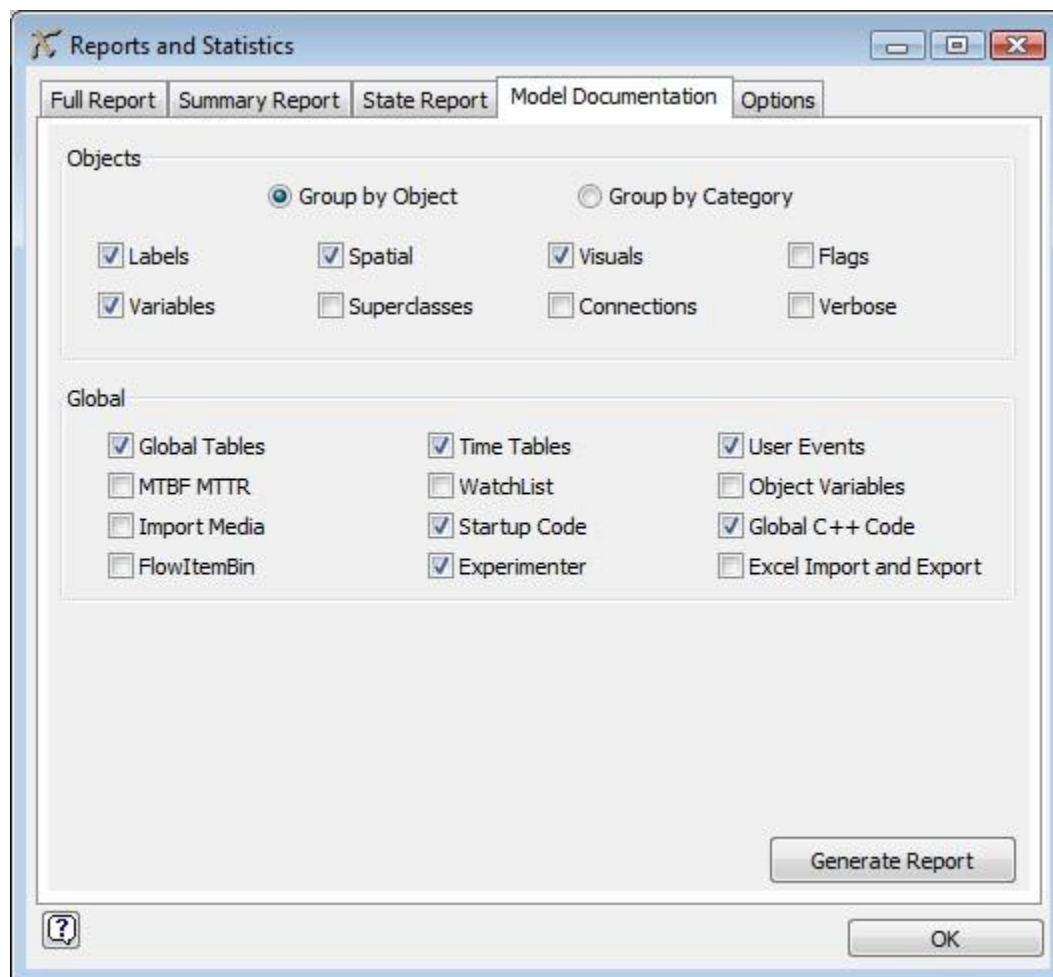 Reports and Statistics
Full Report Summary Report State Report Model Documentation Options
Objects
Group by Object Group by Category
Labels Spatial Visuals Flags
Variables Superclasses Connections Verbose
Global
Global Tables Time Tables User Events
MTBF MTTR WatchList Object Variables
Import Media Startup Code Global C++ Code
FlowItemBin Experimenter Excel Import and Export
Generate Report
?
OK